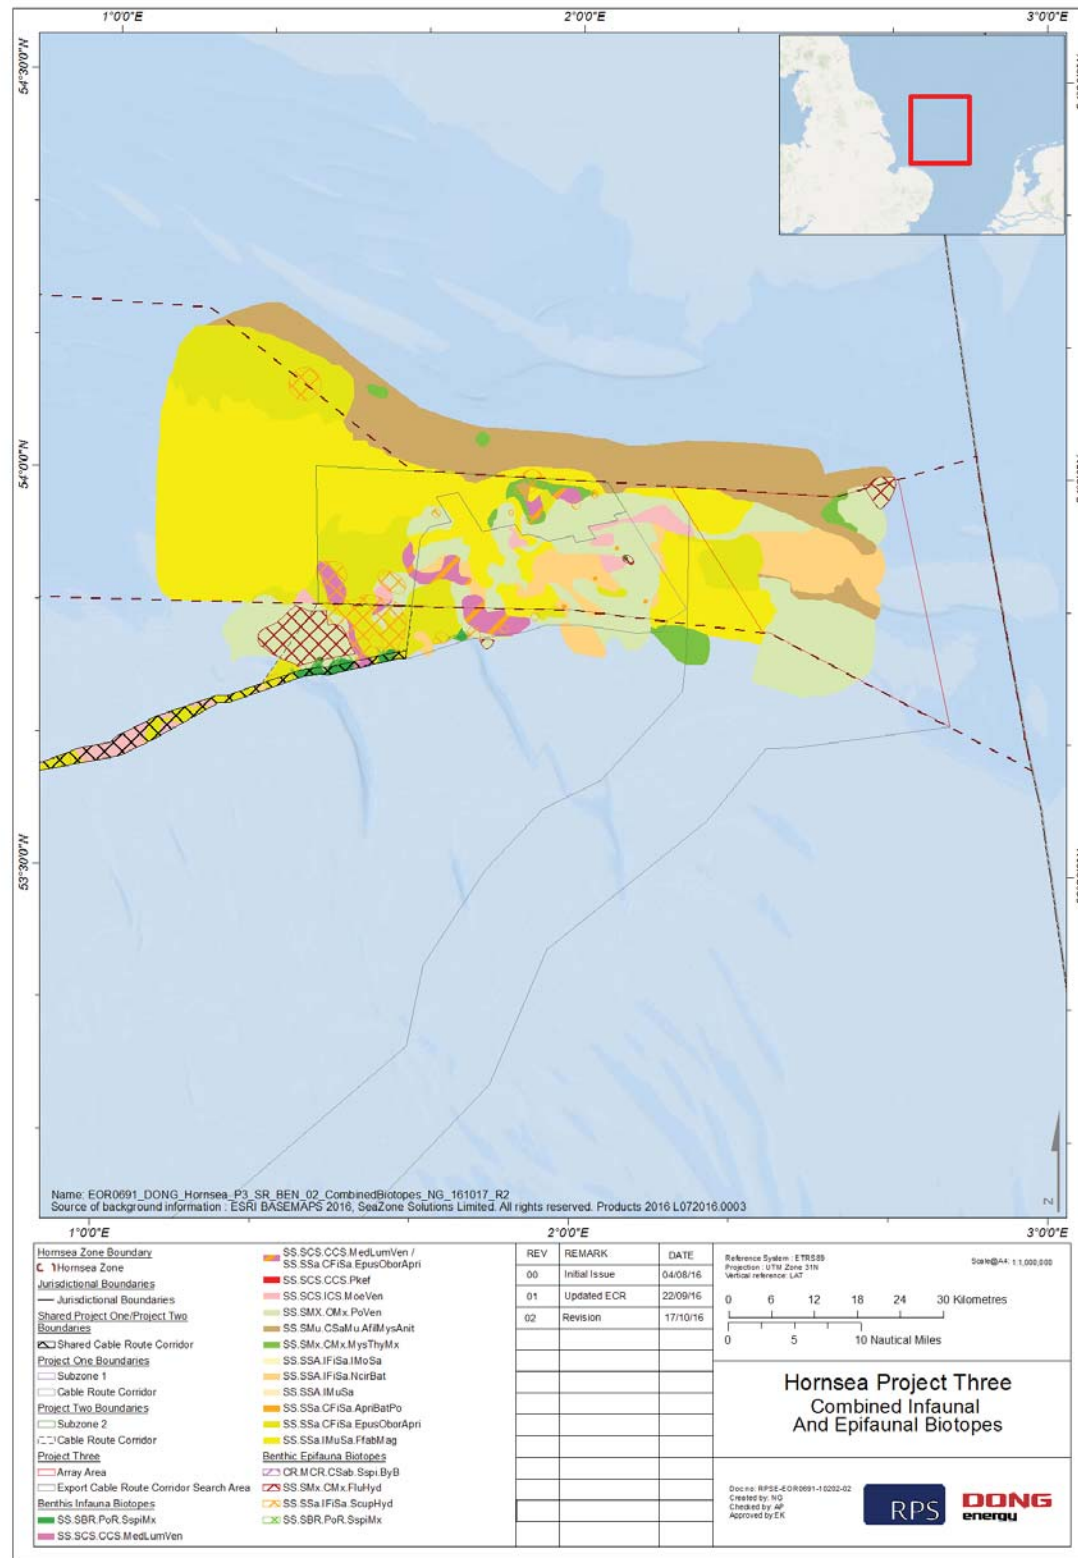 1°0'0"E 2°0'0"E 3°0'0"E
54°30'0"N
54°0'0"N
53°30'0"N
Name: EOR0691_DONG_Hornsea_P3_SR_BEN_02_CombinedBiotopes_NG_161017_R2
Source of background information : ESRI BASEMAPS 2016, SeaZone Solutions Limited. All rights reserved. Products 2016 L072016.0003
Z
1°0'0"E 2°0'0"E 3°0'0"E
Hornsea Zone Boundary
Hornsea Zone
Jurisdictional Boundaries
Jurisdictional Boundaries
Shared Project One/Project Two
Boundaries
Shared Cable Route Corridor
Project One Boundaries
Subzone 1
Cable Route Corridor
Project Two Boundaries
Subzone 2
Cable Route Corridor
Project Three
Array Area
Export Cable Route Corridor Search Area
Benthis Infauna Biotopes
SS.SBR.PoR.SspiMx
SS.SCS.CCS.MedLumVen
SS.SCS.CCS.MedLumVen /
SS.SSa.CFiSa.EpusOborApri
SS.SCS.CCS.Pkef
SS.SCS.ICS.MoeVen
SS.SMX.OMx.PoVen
SS.SMu.CSaMu.AfilMysAnit
SS.SMx.CMx.MysThyMx
SS.SSA.IFiSa.IMoSa
SS.SSA.IFiSa.NcirBat
SS.SSA.IMuSa
SS.SSa.CFiSa.ApriBatPo
SS.SSa.CFiSa.EpusOborApri
SS.SSa.IMuSa.FfabMag
Benthic Epifauna Biotopes
CR.MCR.CSab.Sspi.ByB
SS.SMx.CMx.FluHyd
SS.SSa.IFiSa.ScupHyd
SS.SBR.PoR.SspiMx
REV REMARK DATE
00 Initial Issue 04/08/16
01 Updated ECR 22/09/16
02 Revision 17/10/16
Reference System : ETRS89
Projection : UTM Zone 31N
Vertical reference: LAT
Scale@A4: 1:1,000,000
0 6 12 18 24 30 Kilometres
0 5 10 Nautical Miles
Hornsea Project Three
Combined Infaunal
And Epifaunal Biotopes
Doc no: RPSE-EOR0691-10202-02
Created by: NG
Checked by: AP
Approved by:EK
RPS
DONG
energy